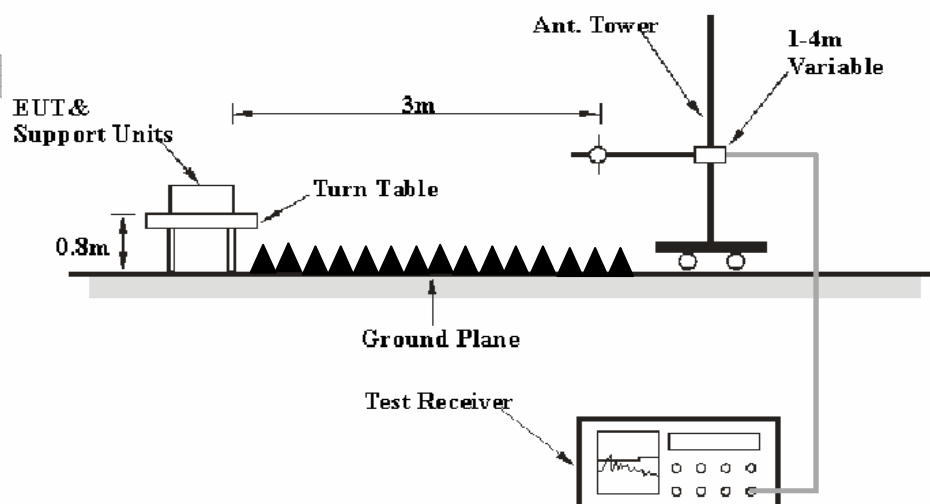 Ant. Tower
1-4m
Variable
EUT&
Support Units
3m
Turn Table
0.8m
Ground Plane
Test Receiver